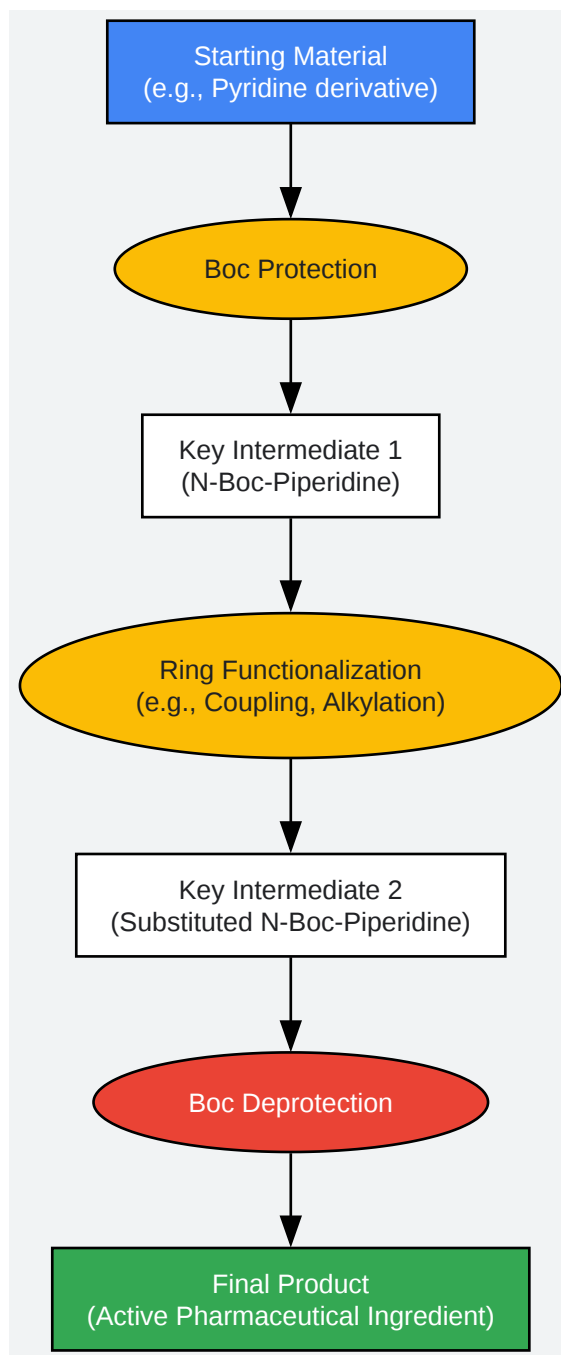 Starting Material
(e.g., Pyridine derivative)
Boc Protection
Key Intermediate 1
(N-Boc-Piperidine)
Ring Functionalization
(e.g., Coupling, Alkylation)
Key Intermediate 2
(Substituted N-Boc-Piperidine)
Boc Deprotection
Final Product
(Active Pharmaceutical Ingredient)